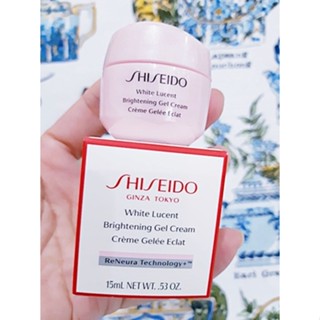 SHISEIDO
White Lucent
Brightening Gel Cream
Crème Gelée Eclat
SHISEIDO
GINZA TOKYO
White Lucent
Brightening Gel Cream
Crème Gelée Eclat
ReNeura Technology+™
15mL NET WT. .53 OZ.